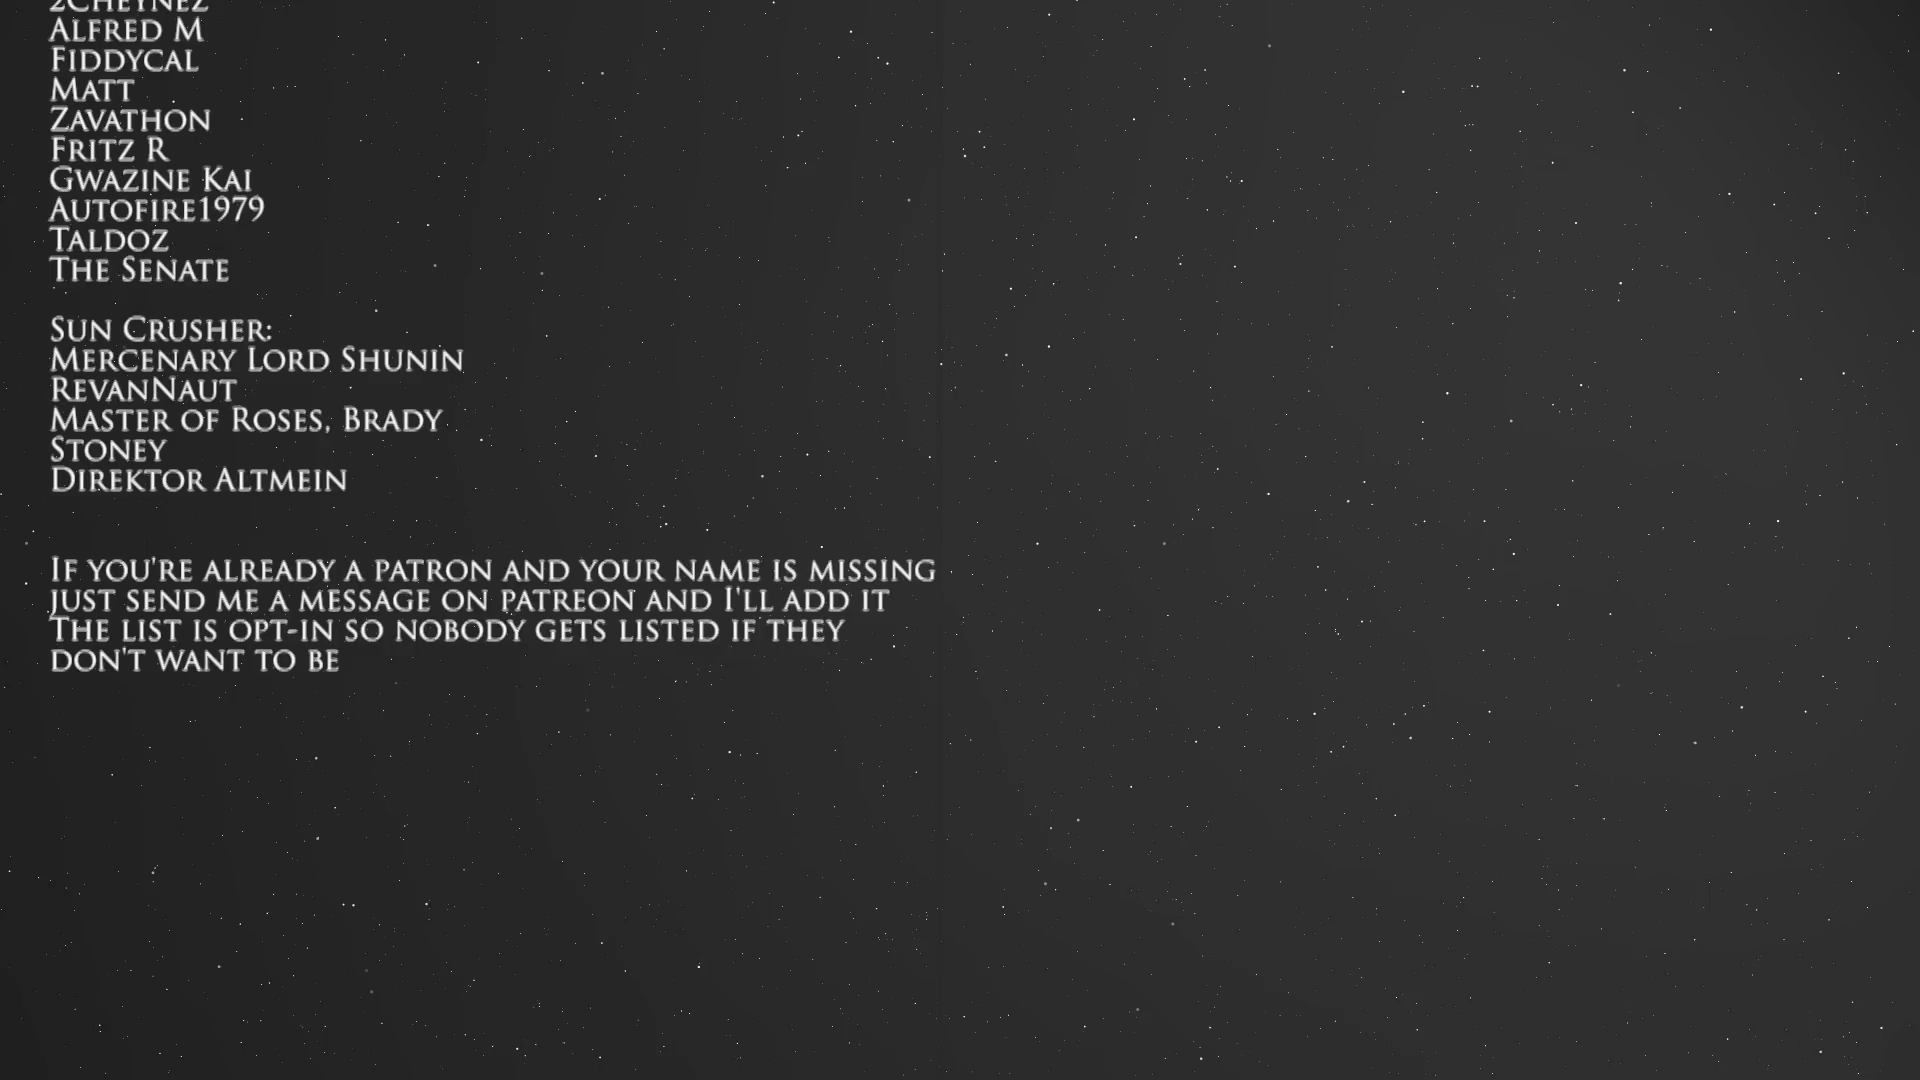 2Cheynez
Alfred M
Fiddycal
Matt
Zavathon
Fritz R
Gwazine Kai
Autofire1979
Taldoz
The Senate
Sun Crusher:
Mercenary Lord Shunin
RevanNaut
Master of Roses, Brady
Stoney
Direktor Altmein
If you're already a patron and your name is missing
just send me a message on patreon and I'll add it
The list is opt-in so nobody gets listed if they
don't want to be